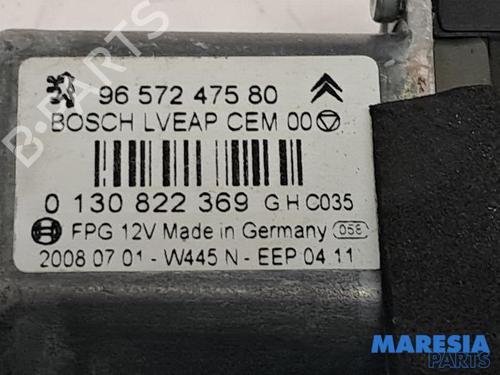 96 572 475 80
BOSCH LVEAP CEM 00
0 130 822 369 G H C035
FPG 12V Made in Germany 058
2008 07 01 - W445 N - EEP 04 11
MARESIA
PARTS